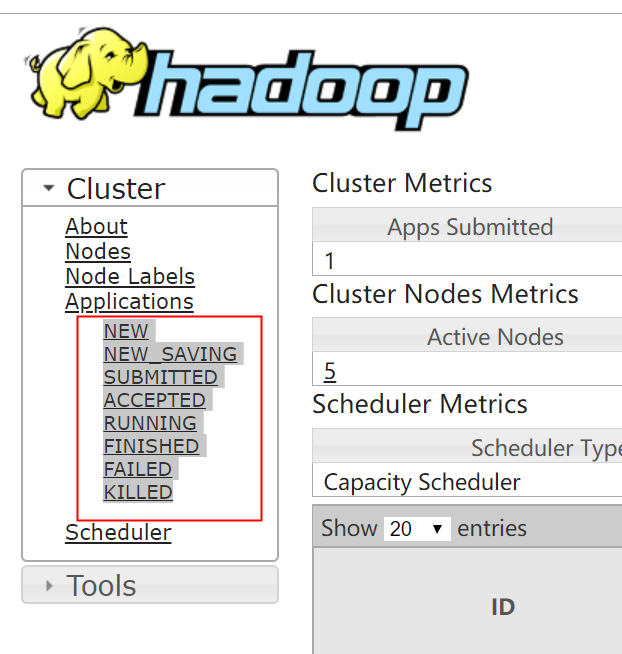 hadoop
Cluster
About
Nodes
Node Labels
Applications
NEW
NEW_SAVING
SUBMITTED
ACCEPTED
RUNNING
FINISHED
FAILED
KILLED
Scheduler
Tools
Cluster Metrics
Apps Submitted
1
Cluster Nodes Metrics
Active Nodes
5
Scheduler Metrics
Scheduler Type
Capacity Scheduler
Show 20 entries
ID